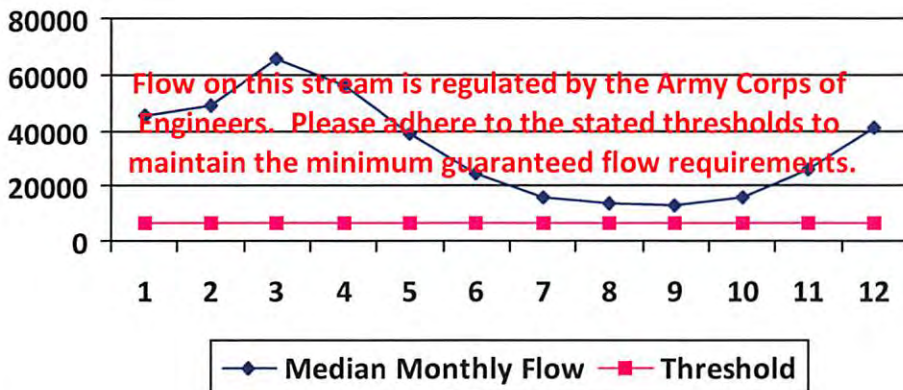 80000
60000
40000
20000
0
Flow on this stream is regulated by the Army Corps of
Engineers. Please adhere to the stated thresholds to
maintain the minimum guaranteed flow requirements.
1 2 3 4 5 6 7 8 9 10 11 12
Median Monthly Flow Threshold